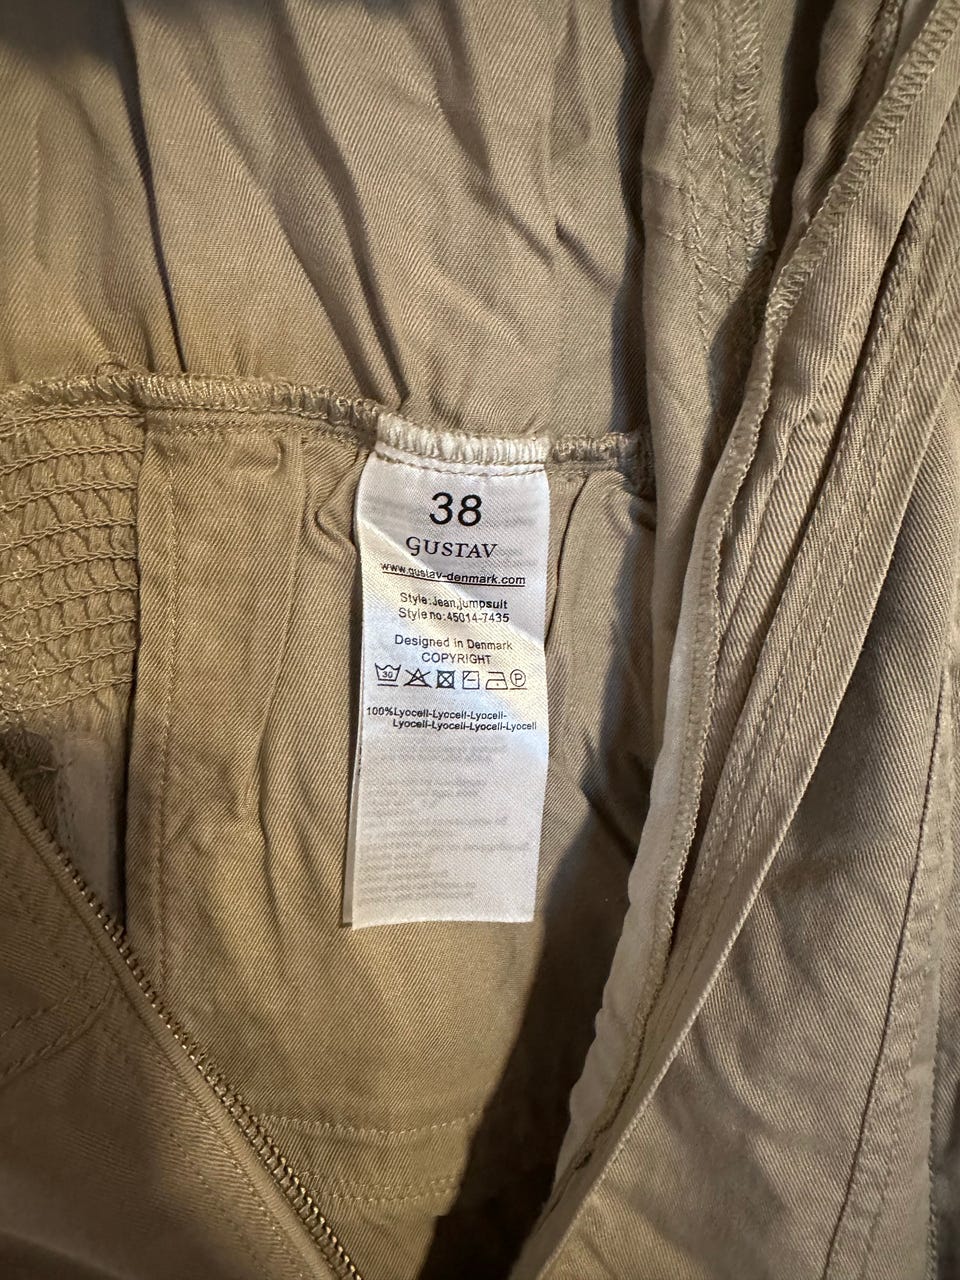 38
GUSTAV
www.gustav-denmark.com
Style:Jean,jumpsuit
Style no:45014-7435
Designed in Denmark
COPYRIGHT
30 P
100%Lyocell-Lyocell-Lyocell-
Lyocell-Lyocell-Lyocell-Lyocell